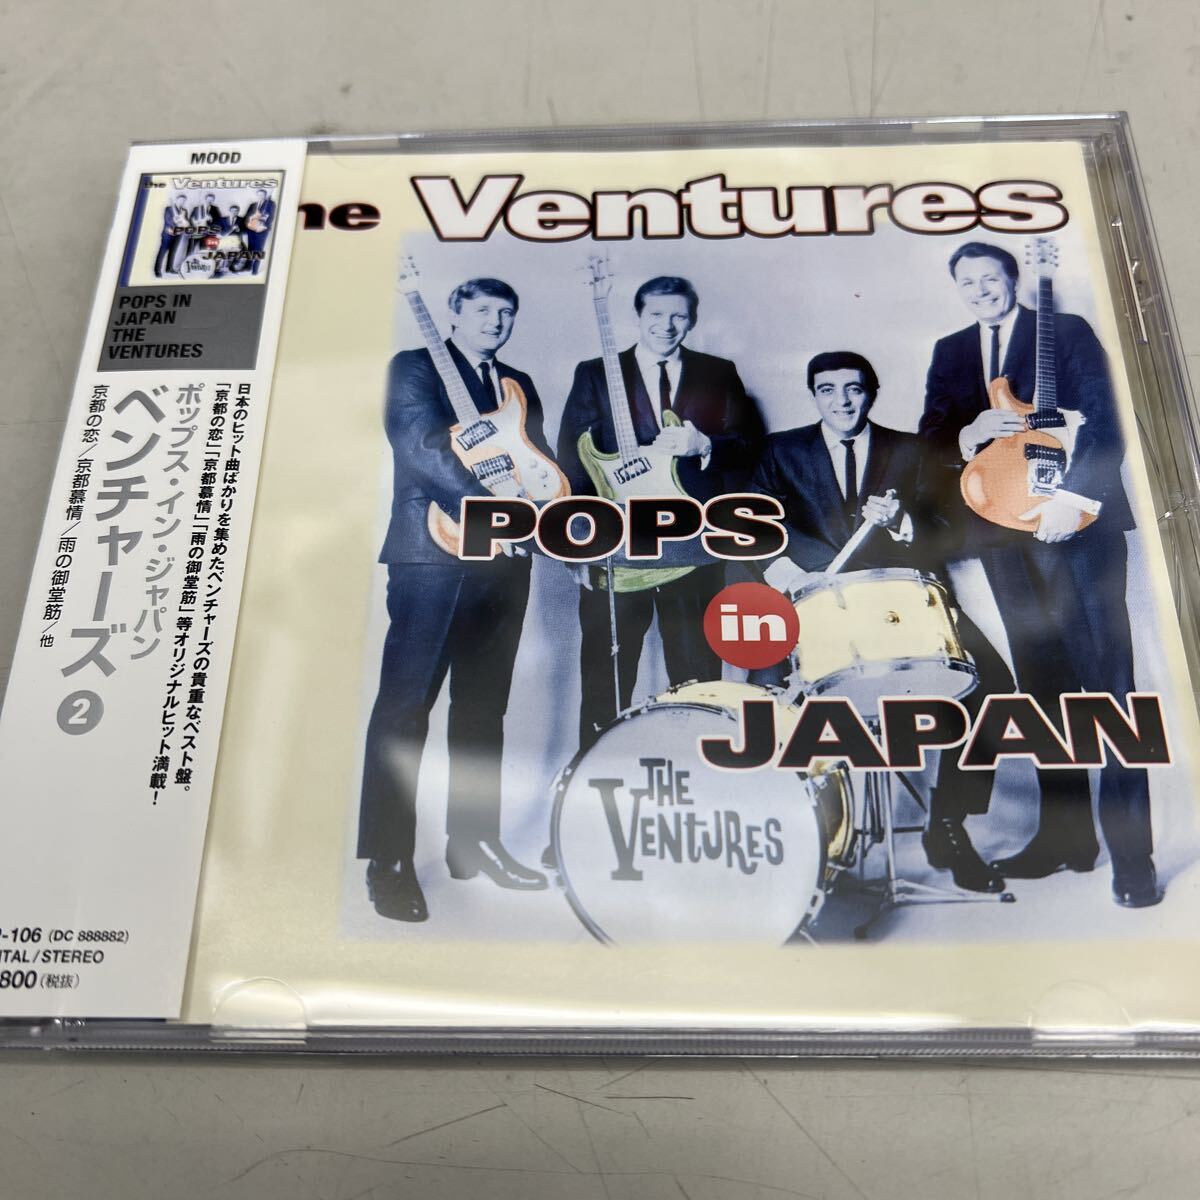 MOOD
the Ventures
POPS
in
JAPAN
THE
VENTURES
POPS IN
JAPAN
THE
VENTURES
日本のヒット曲ばかりを集めたベンチャーズの貴重なベスト盤。
「京都の恋」「京都慕情」「雨の御堂筋」等オリジナルヒット満載!
ポップス・イン・ジャパン
ベンチャーズ②
京都の恋/京都慕情/雨の御堂筋/他
-106 (DC 888882)
ITAL/STEREO
800(税抜)
he Ventures
POPS
in
JAPAN
THE
VENTURES